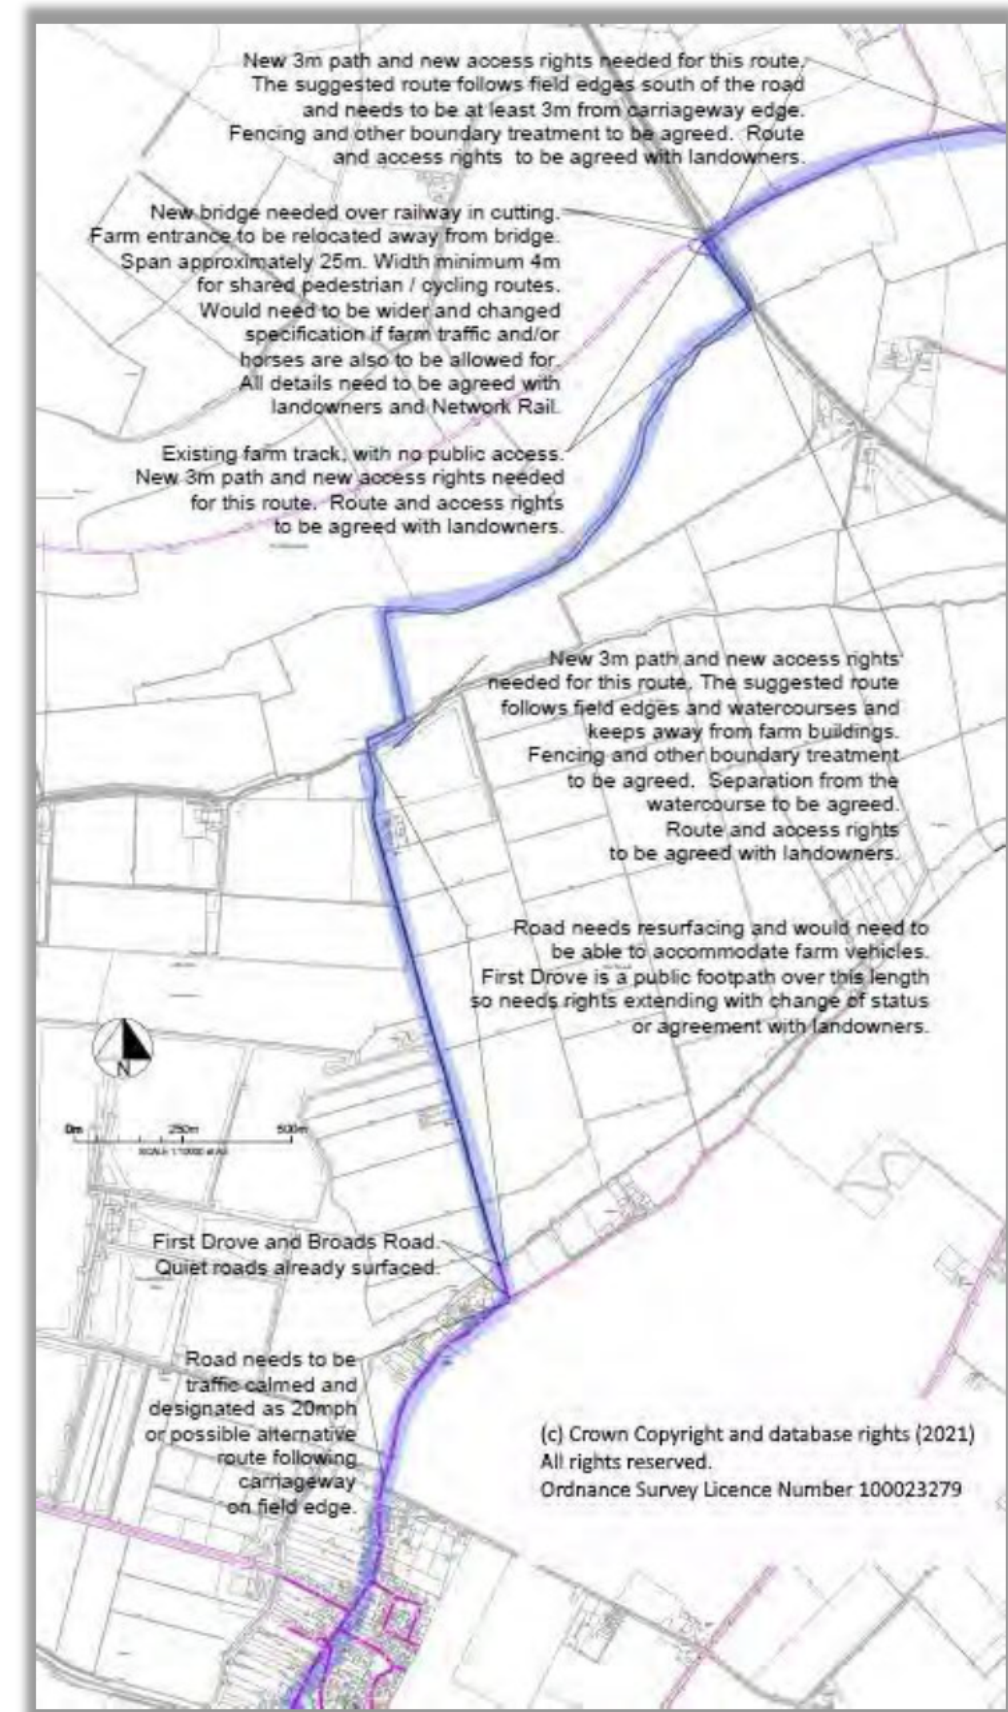 New 3m path and new access rights needed for this route.
The suggested route follows field edges south of the road
and needs to be at least 3m from carriageway edge.
Fencing and other boundary treatment to be agreed. Route
and access rights to be agreed with landowners.
New bridge needed over railway in cutting.
Farm entrance to be relocated away from bridge.
Span approximately 25m. Width minimum 4m
for shared pedestrian / cycling routes.
Would need to be wider and changed
specification if farm traffic and/or
horses are also to be allowed for.
All details need to be agreed with
landowners and Network Rail.
Existing farm track, with no public access.
New 3m path and new access rights needed
for this route. Route and access rights
to be agreed with landowners.
New 3m path and new access rights
needed for this route. The suggested route
follows field edges and watercourses and
keeps away from farm buildings.
Fencing and other boundary treatment
to be agreed. Separation from the
watercourse to be agreed.
Route and access rights
to be agreed with landowners.
Road needs resurfacing and would need to
be able to accommodate farm vehicles.
First Drove is a public footpath over this length
so needs rights extending with change of status
or agreement with landowners.
N
0m 250m 500m
First Drove and Broads Road.
Quiet roads already surfaced.
Road needs to be
traffic calmed and
designated as 20mph
or possible alternative
route following
carriageway
on field edge.
(c) Crown Copyright and database rights (2021)
All rights reserved.
Ordnance Survey Licence Number 100023279